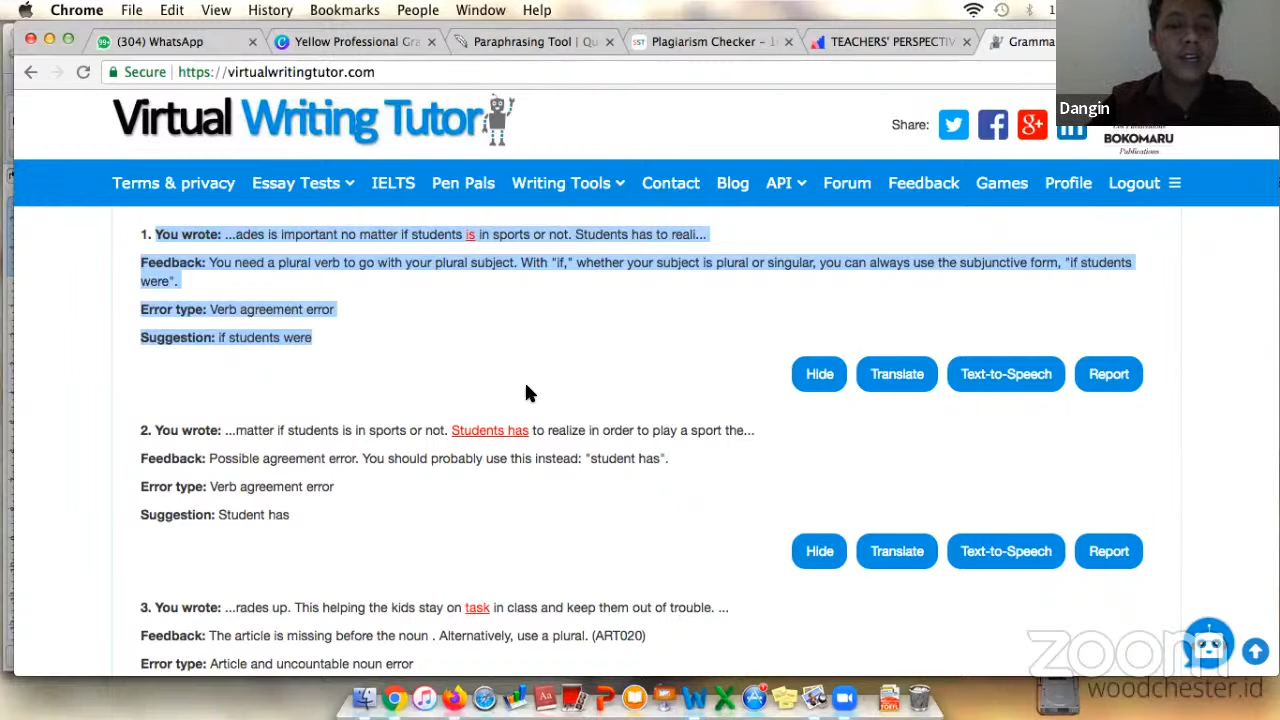 Chrome File Edit View History Bookmarks People Window Help
(304) WhatsApp
Yellow Professional Gra
Paraphrasing Tool | Qu
SST Plagiarism Checker - 1
TEACHERS' PERSPECTIV
Gramma
Secure https://virtualwritingtutor.com
Dangin
Virtual Writing Tutor
Share:
BOKOMARU
Publications
Terms & privacy Essay Tests IELTS Pen Pals Writing Tools Contact Blog API Forum Feedback Games Profile Logout
1. You wrote: ...ades is important no matter if students is in sports or not. Students has to reali...
Feedback: You need a plural verb to go with your plural subject. With "if," whether your subject is plural or singular, you can always use the subjunctive form, "if students
were".
Error type: Verb agreement error
Suggestion: if students were
Hide Translate Text-to-Speech Report
2. You wrote: ...matter if students is in sports or not. Students has to realize in order to play a sport the...
Feedback: Possible agreement error. You should probably use this instead: "student has".
Error type: Verb agreement error
Suggestion: Student has
Hide Translate Text-to-Speech Report
3. You wrote: ...rades up. This helping the kids stay on task in class and keep them out of trouble. ...
Feedback: The article is missing before the noun . Alternatively, use a plural. (ART020)
Error type: Article and uncountable noun error
zoom
woodchester.id